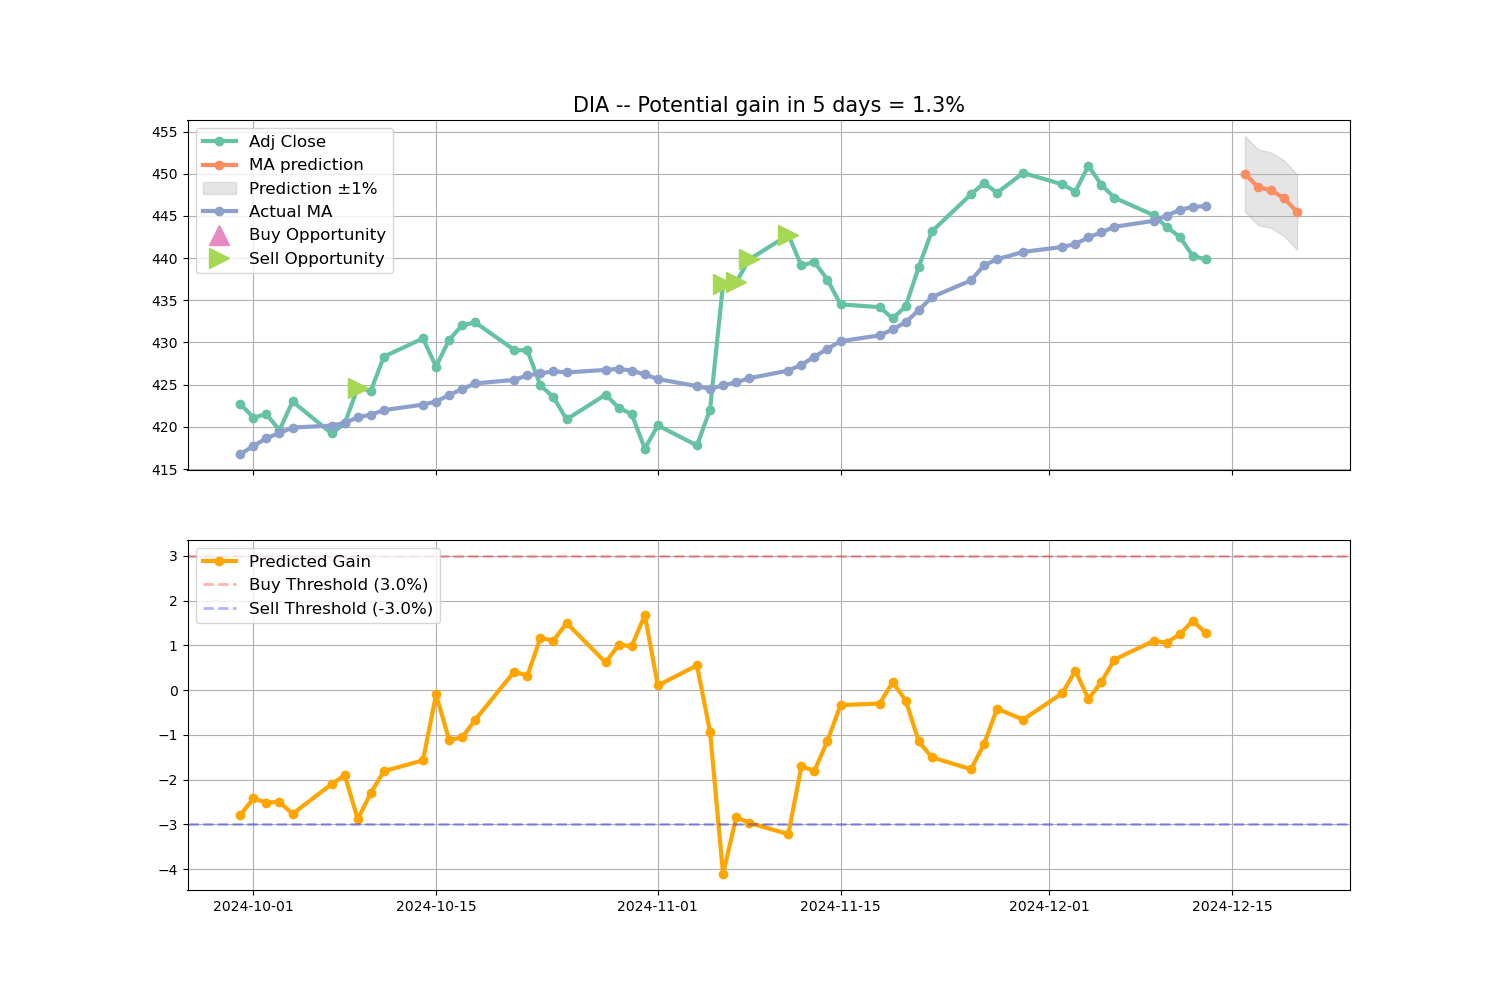 DIA -- Potential gain in 5 days = 1.3%
455
450
445
440
435
430
425
420
415
Adj Close
MA prediction
Prediction ±1%
Actual MA
Buy Opportunity
Sell Opportunity
3
2
1
0
−1
−2
−3
−4
Predicted Gain
Buy Threshold (3.0%)
Sell Threshold (-3.0%)
2024-10-01
2024-10-15
2024-11-01
2024-11-15
2024-12-01
2024-12-15